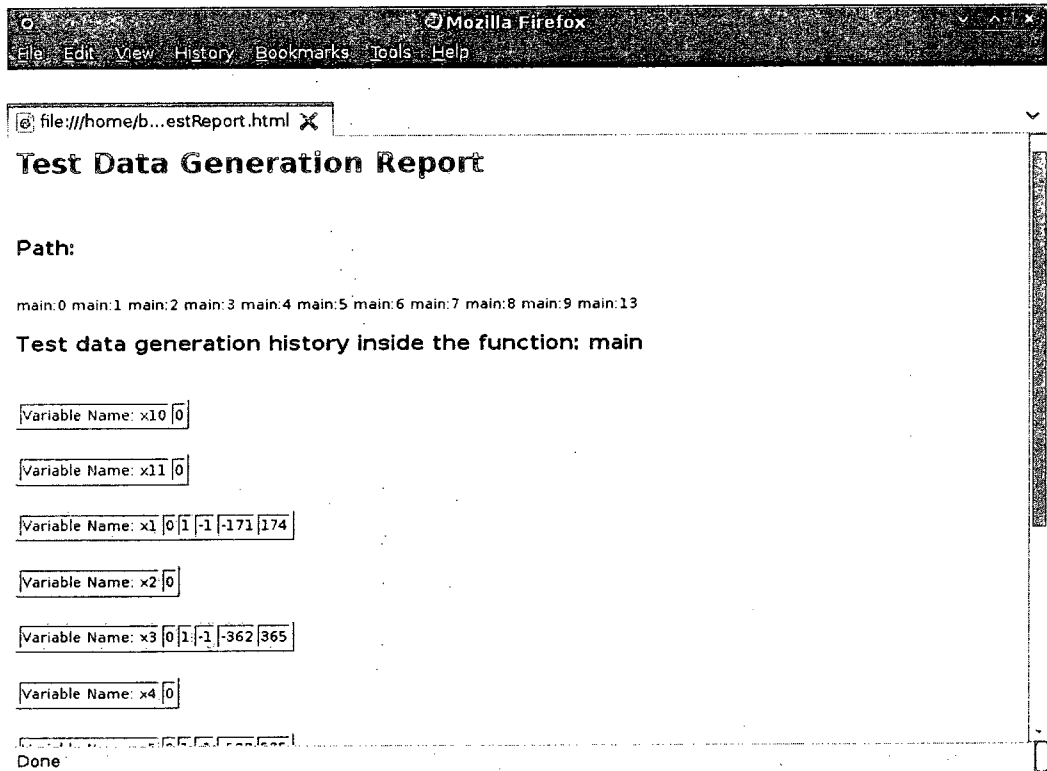 Mozilla Firefox
File Edit View History Bookmarks Tools Help
file:///home/b...estReport.html
Test Data Generation Report
Path:
main:0 main:1 main:2 main:3 main:4 main:5 main:6 main:7 main:8 main:9 main:13
Test data generation history inside the function: main
Variable Name: x10 0
Variable Name: x11 0
Variable Name: x1 0 1 -1 -171 174
Variable Name: x2 0
Variable Name: x3 0 1 -1 -362 365
Variable Name: x4 0
Done